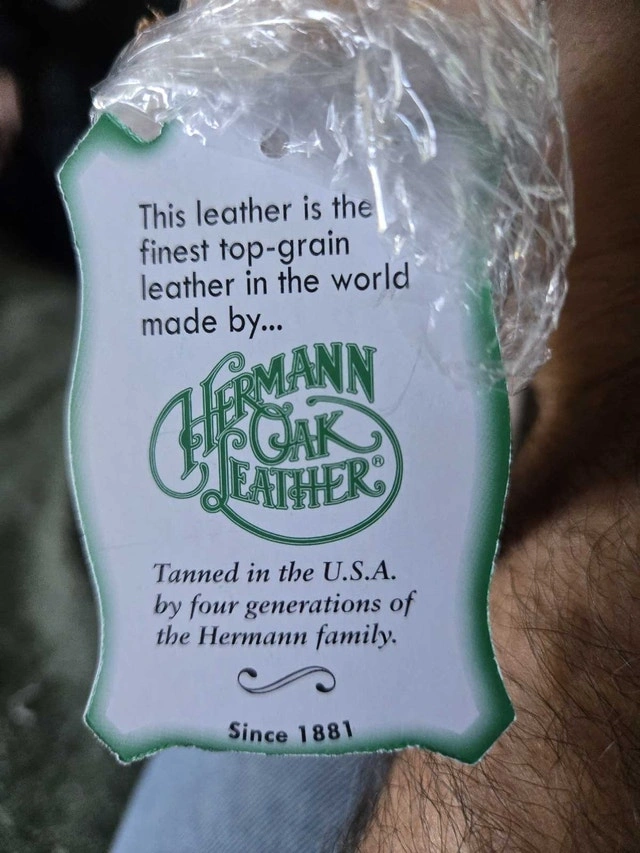 This leather is the
finest top-grain
leather in the world
made by...
HERMANN
OAK
LEATHER®
Tanned in the U.S.A.
by four generations of
the Hermann family.
Since 1881